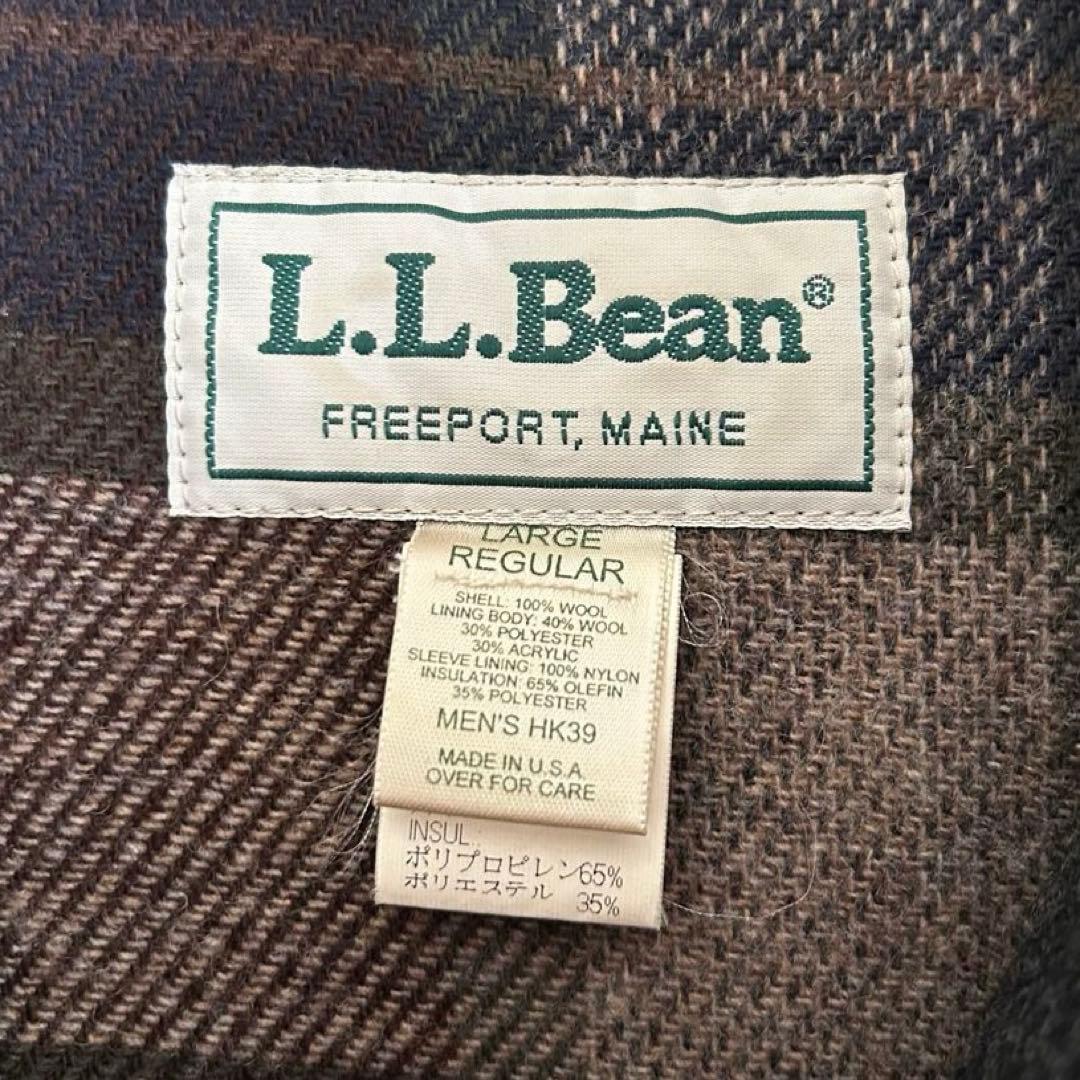 L.L.Bean®
FREEPORT, MAINE
LARGE
REGULAR
SHELL: 100% WOOL
LINING BODY: 40% WOOL
30% POLYESTER
30% ACRYLIC
SLEEVE LINING: 100% NYLON
INSULATION: 65% OLEFIN
35% POLYESTER
MEN'S HK39
MADE IN U.S.A
OVER FOR CARE
INSUL.
ポリプロピレン65%
ポリエステル 35%